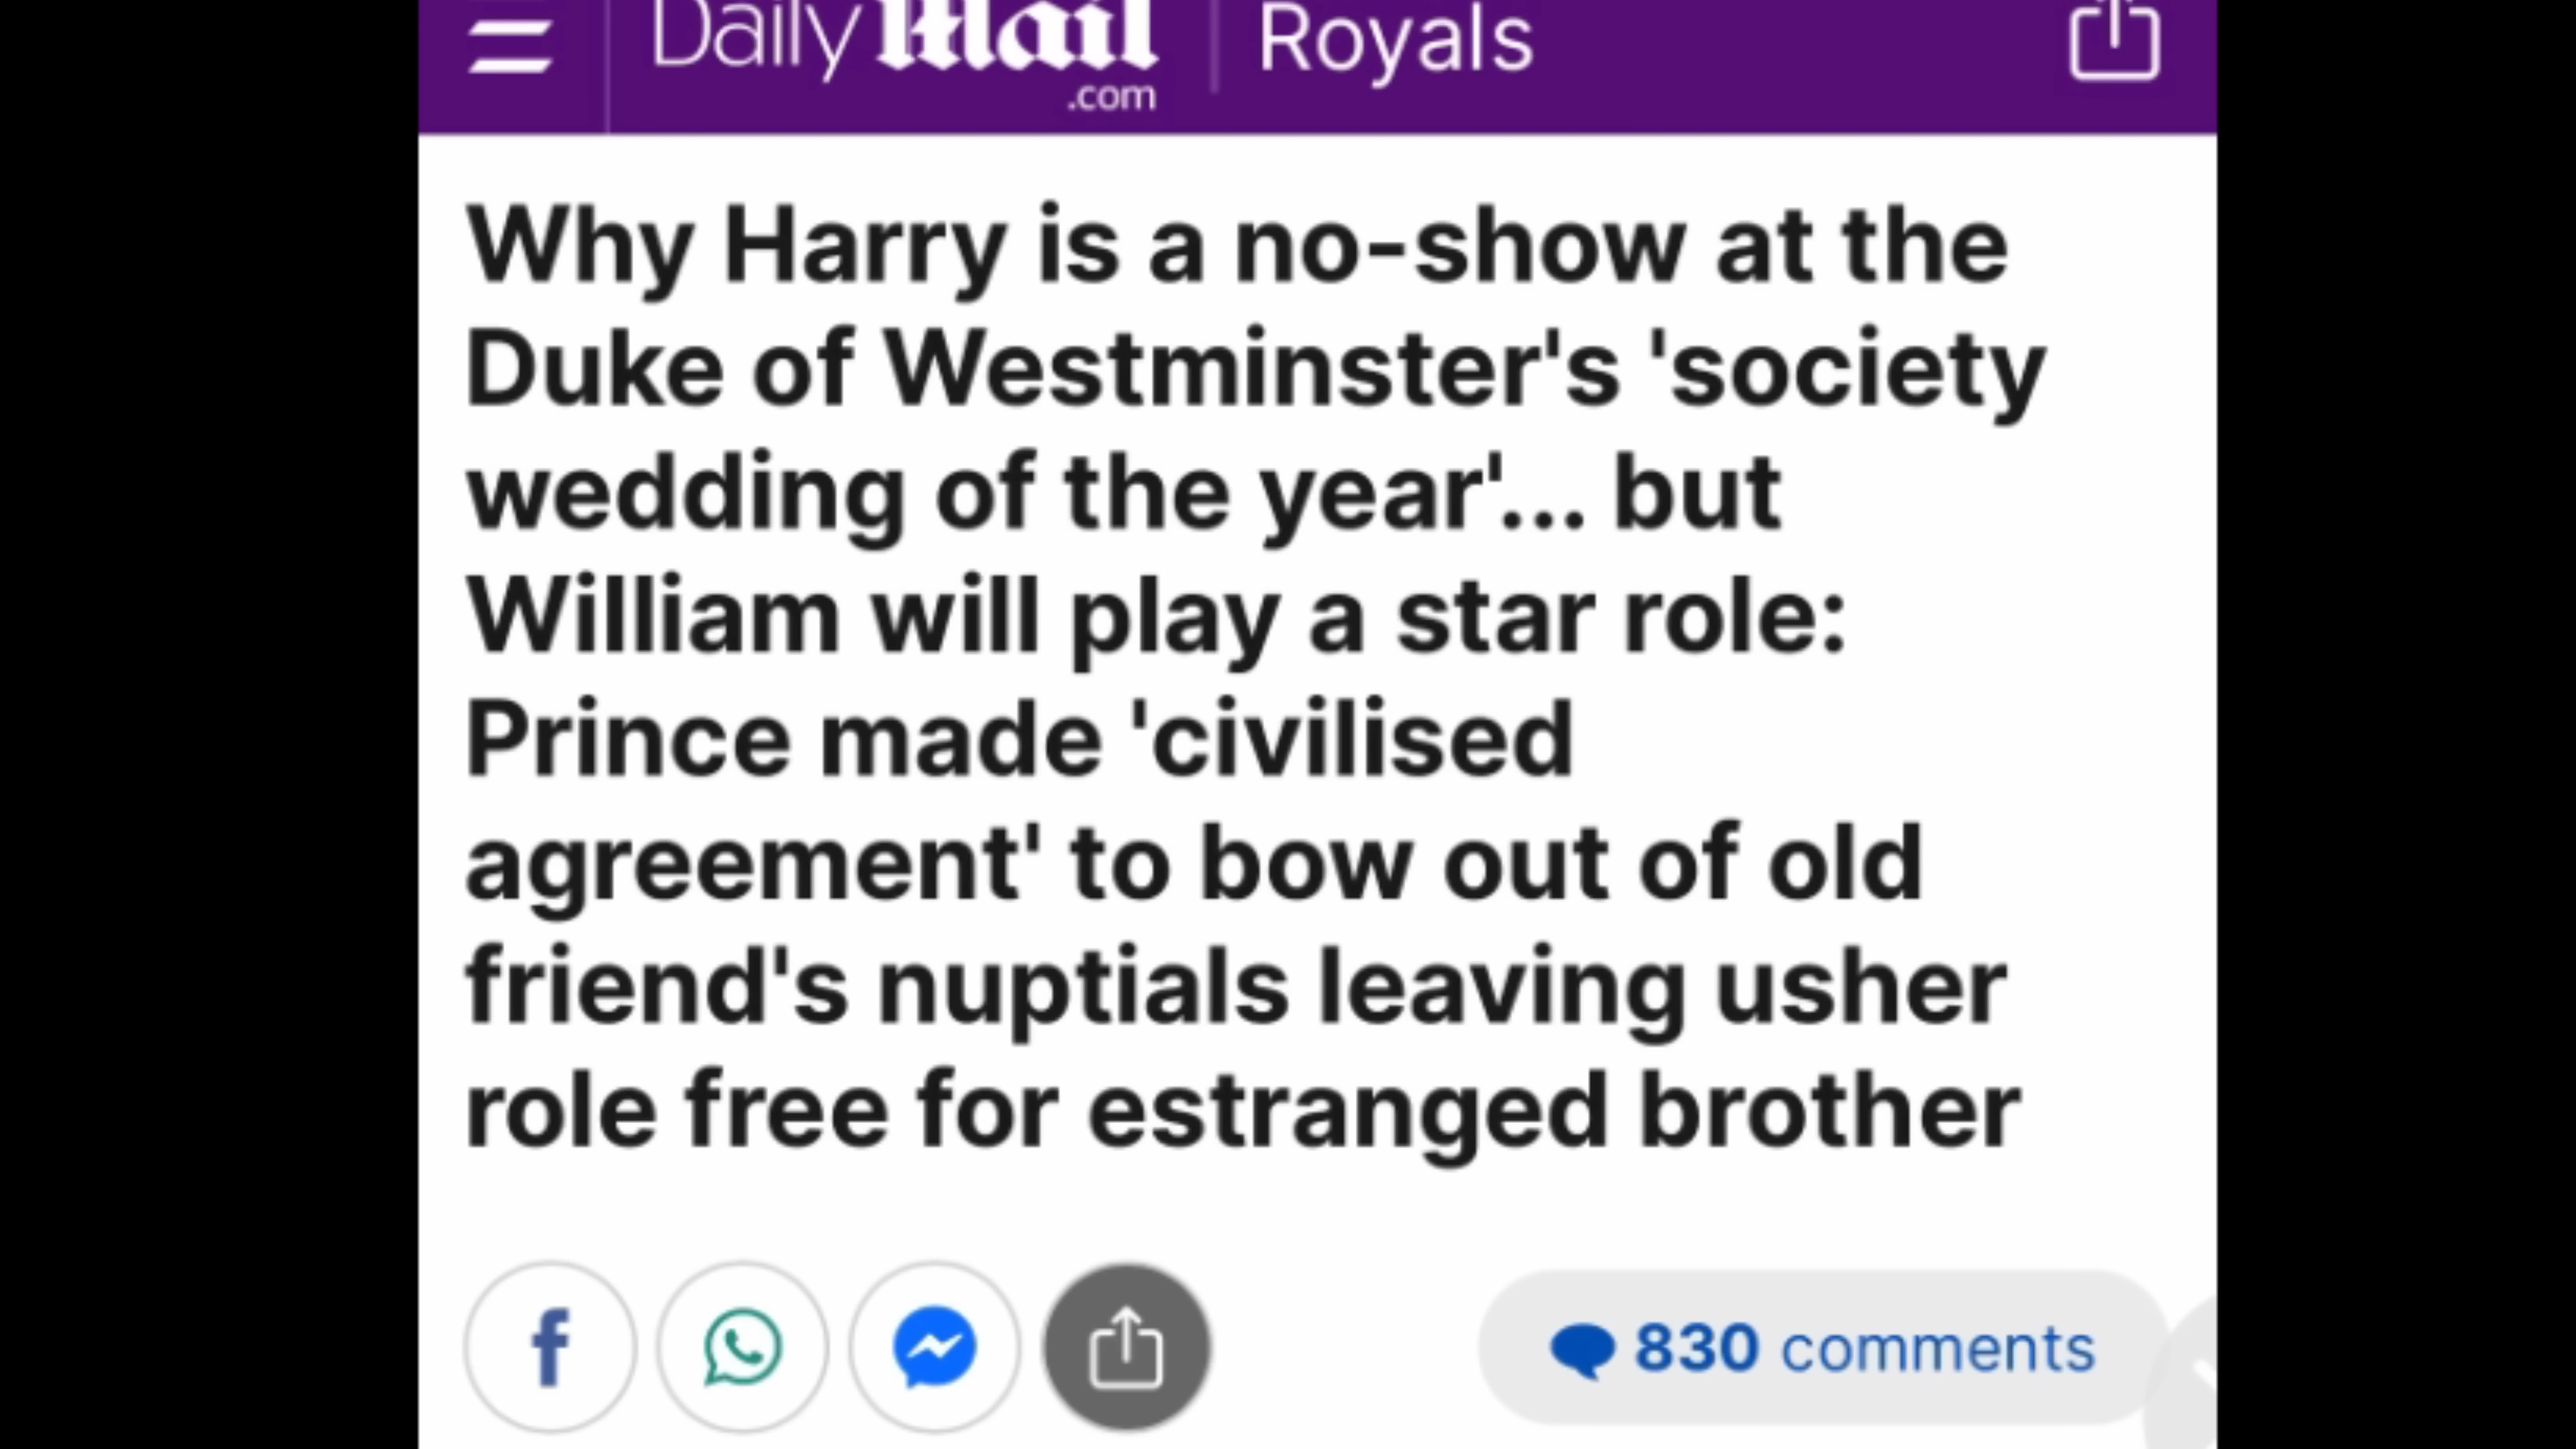 Daily Mail Royals
.com
Why Harry is a no-show at the
Duke of Westminster's 'society
wedding of the year'... but
William will play a star role:
Prince made 'civilised
agreement' to bow out of old
friend's nuptials leaving usher
role free for estranged brother
830 comments